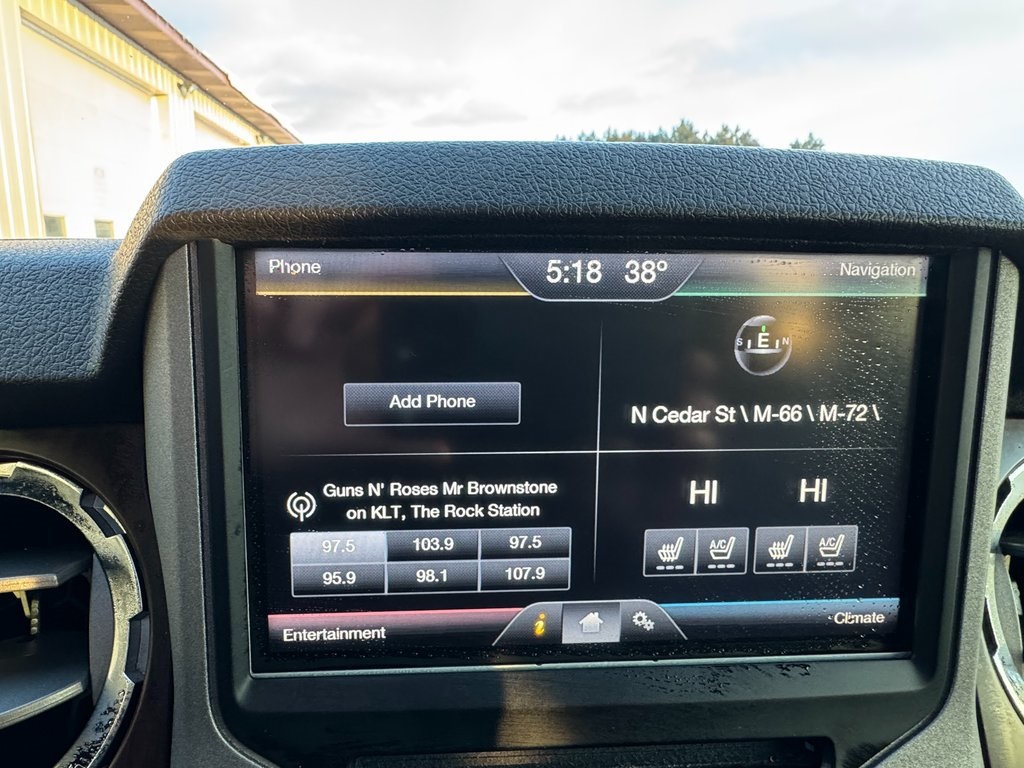 Phone
5:18 38°
Navigation
S E N
Add Phone
N Cedar St \ M-66 \ M-72 \
Guns N' Roses Mr Brownstone
on KLT, The Rock Station
97.5 103.9 97.5
95.9 98.1 107.9
HI HI
A/C A/C
Entertainment
i
Climate